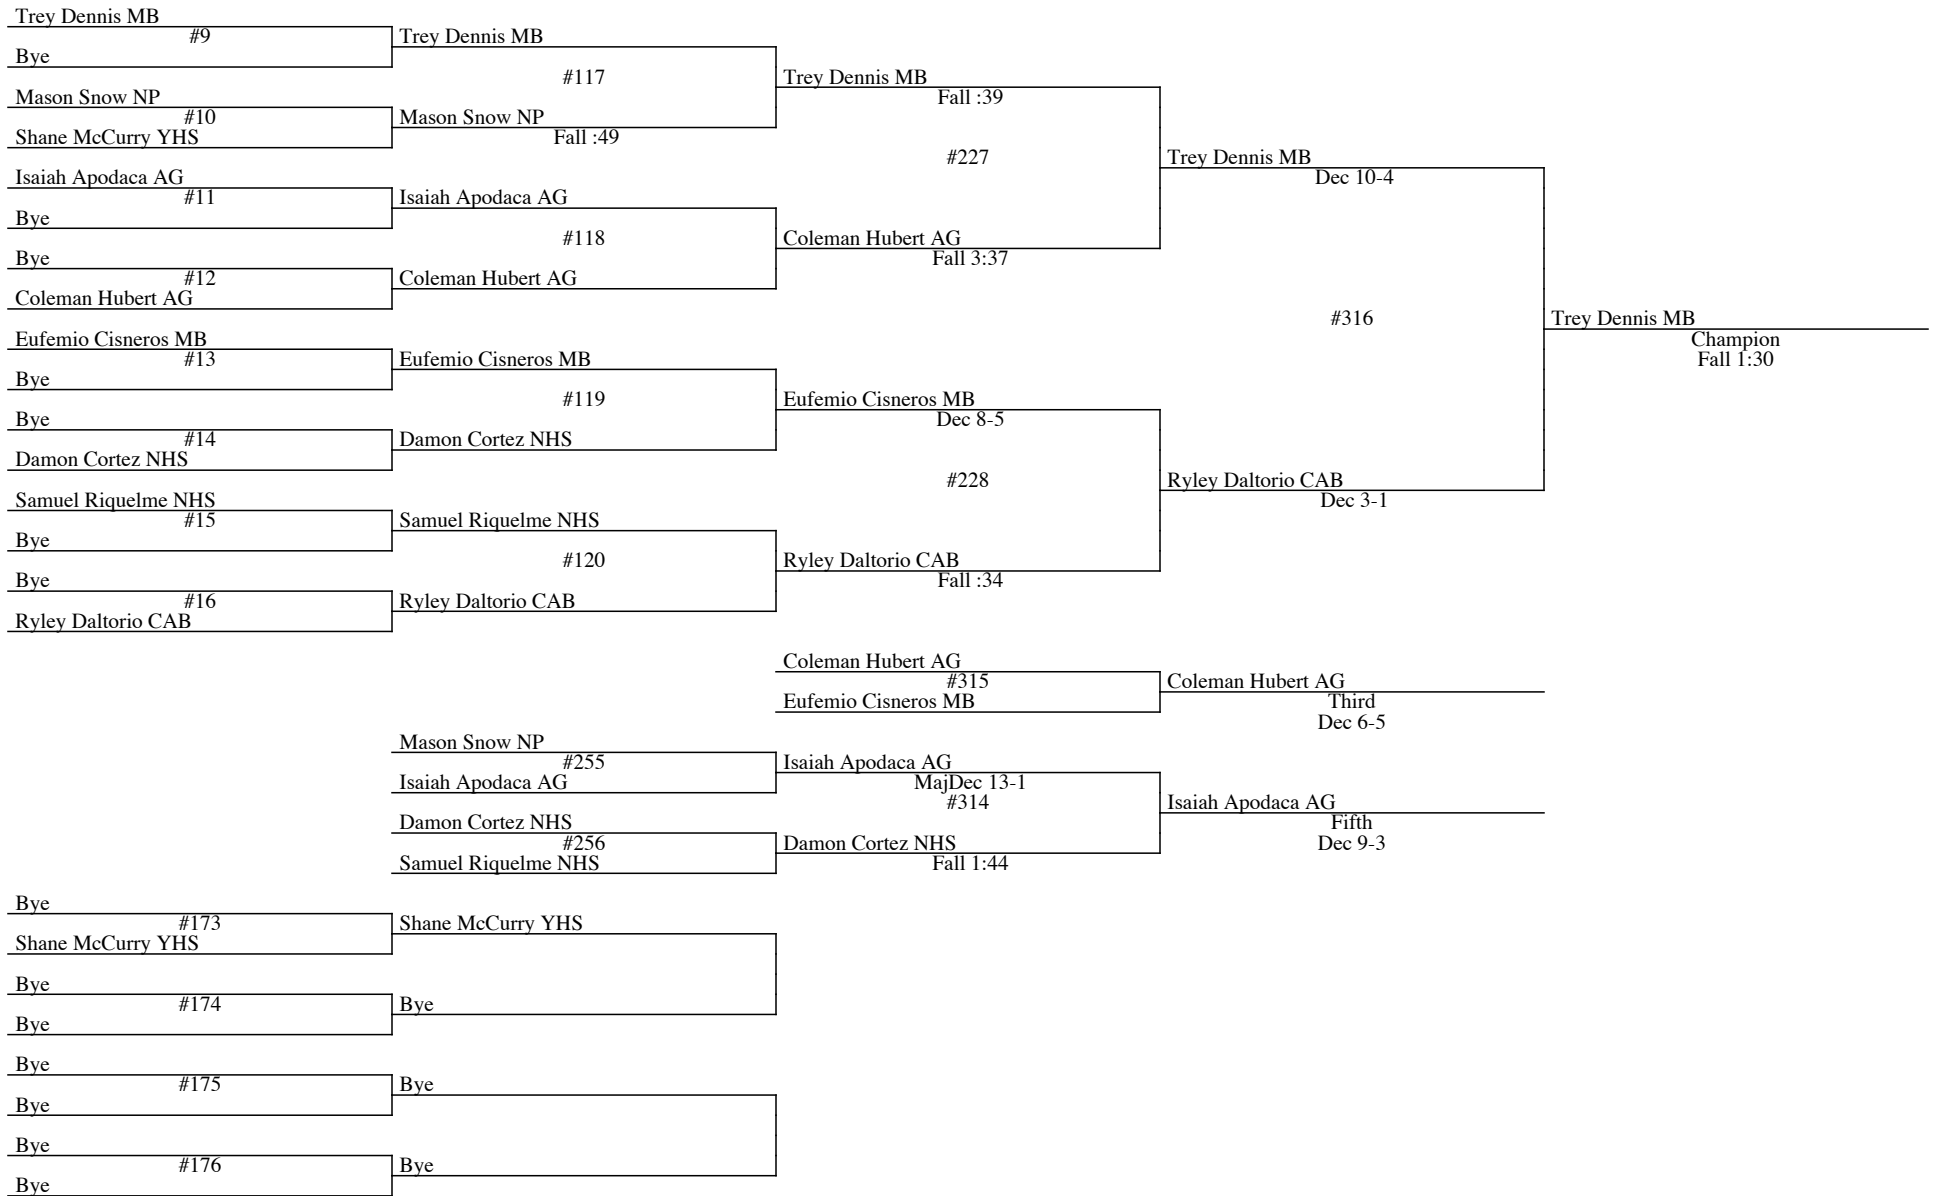 Trey Dennis MB
#9
Trey Dennis MB
Bye
#117
Trey Dennis MB
Mason Snow NP
Fall :39
#10
Mason Snow NP
Shane McCurry YHS
Fall :49
#227
Trey Dennis MB
Isaiah Apodaca AG
Dec 10-4
#11
Isaiah Apodaca AG
Bye
#118
Coleman Hubert AG
Bye
Fall 3:37
#12
Coleman Hubert AG
Coleman Hubert AG
#316
Trey Dennis MB
Eufemio Cisneros MB
Champion
#13
Eufemio Cisneros MB
Fall 1:30
Bye
#119
Eufemio Cisneros MB
Bye
Dec 8-5
#14
Damon Cortez NHS
Damon Cortez NHS
#228
Ryley Daltorio CAB
Samuel Riquelme NHS
Dec 3-1
#15
Samuel Riquelme NHS
Bye
#120
Ryley Daltorio CAB
Bye
Fall :34
#16
Ryley Daltorio CAB
Ryley Daltorio CAB
Coleman Hubert AG
#315
Coleman Hubert AG
Eufemio Cisneros MB
Third
Dec 6-5
Mason Snow NP
#255
Isaiah Apodaca AG
Isaiah Apodaca AG
MajDec 13-1
#314
Isaiah Apodaca AG
Damon Cortez NHS
Fifth
#256
Damon Cortez NHS
Dec 9-3
Samuel Riquelme NHS
Fall 1:44
Bye
#173
Shane McCurry YHS
Shane McCurry YHS
Bye
#174
Bye
Bye
Bye
#175
Bye
Bye
Bye
#176
Bye
Bye